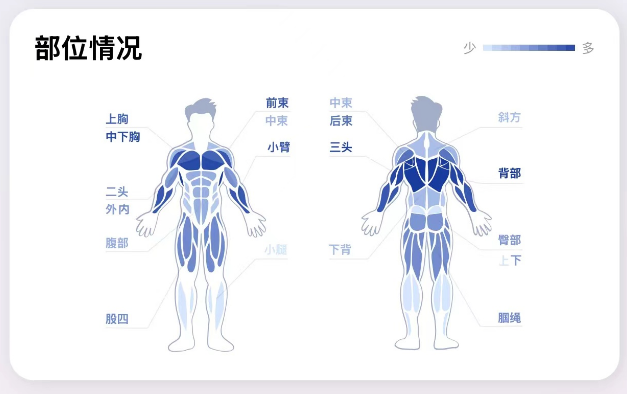 部位情况
少 多
前束
上胸
中束
中下胸
小臂
二头
外内
腹部
小腿
股四
中束
后束
斜方
三头
背部
臀部
下背
上下
腘绳